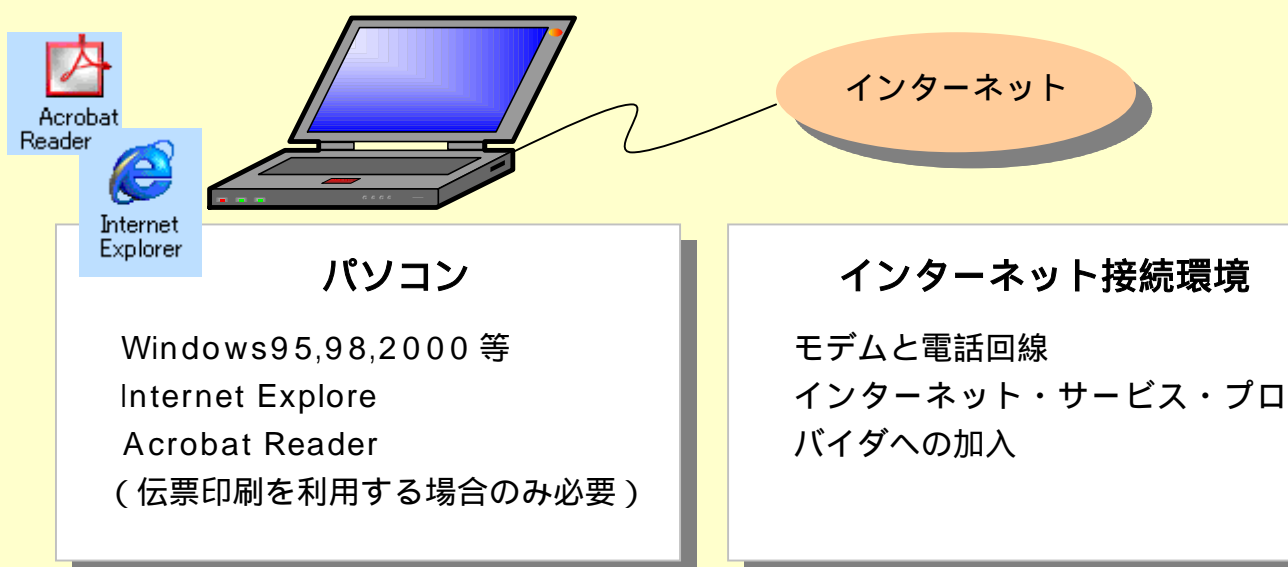 Acrobat
Reader
Internet
Explorer
インターネット
パソコン
Windows95,98,2000 等
Internet Explore
Acrobat Reader
（伝票印刷を利用する場合のみ必要）
インターネット接続環境
モデムと電話回線
インターネット・サービス・プロ
バイダへの加入